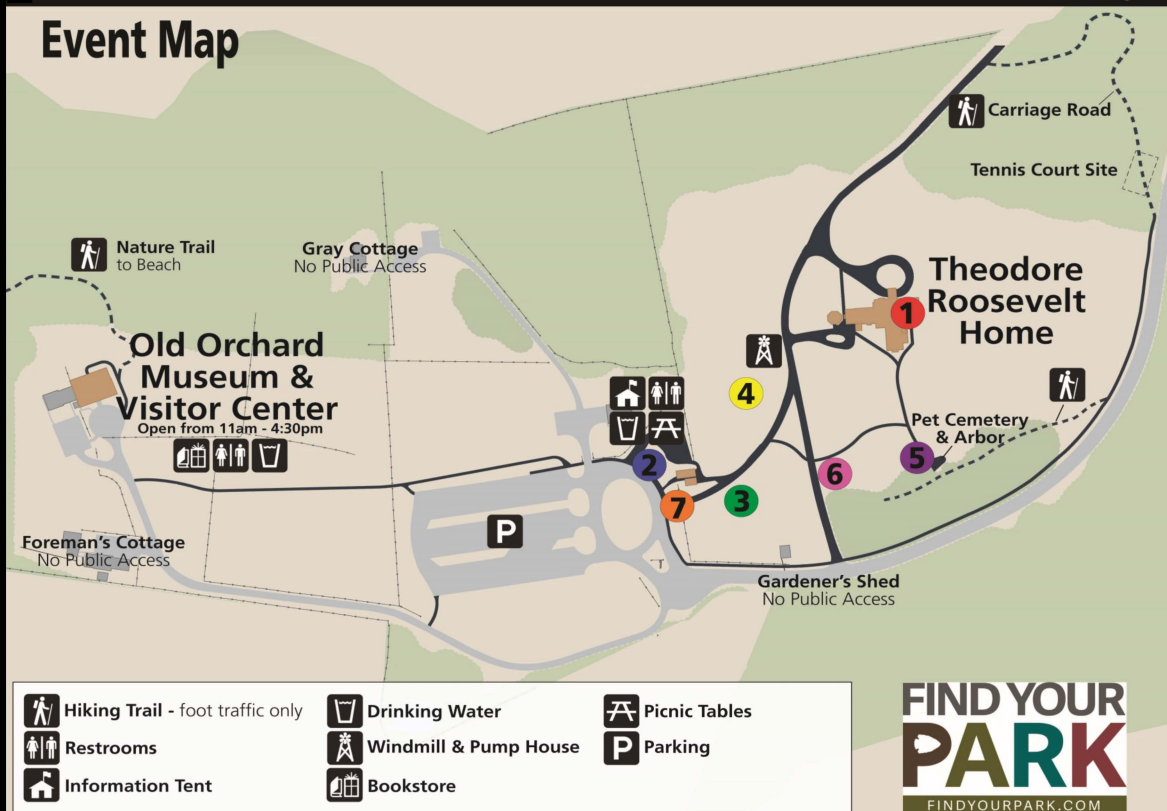 Event Map
Carriage Road
Tennis Court Site
Nature Trail
to Beach
Gray Cottage
No Public Access
Theodore
Roosevelt
Home
1
Old Orchard
Museum &
Visitor Center
Open from 11am - 4:30pm
4
Pet Cemetery
& Arbor
2
5
6
7
3
P
Foreman's Cottage
No Public Access
Gardener's Shed
No Public Access
Hiking Trail - foot traffic only
Restrooms
Information Tent
Drinking Water
Windmill & Pump House
Bookstore
Picnic Tables
P Parking
FIND YOUR
PARK
FINDYOURPARK.COM